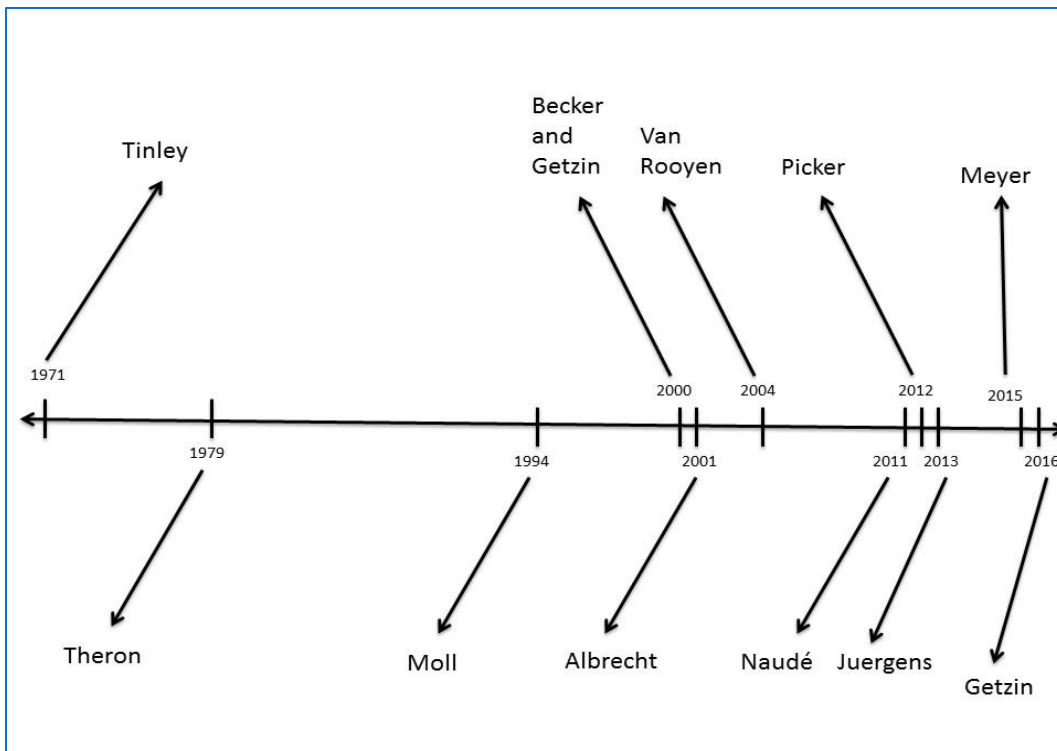 Becker
and
Getzin
Van
Rooyen
Tinley
Picker
Meyer
1971
2000
2004
2012
2015
1979
1994
2001
2011
2013
2016
Theron
Moll
Albrecht
Naudé
Juergens
Getzin